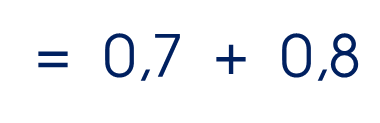 = 0,7 + 0,8